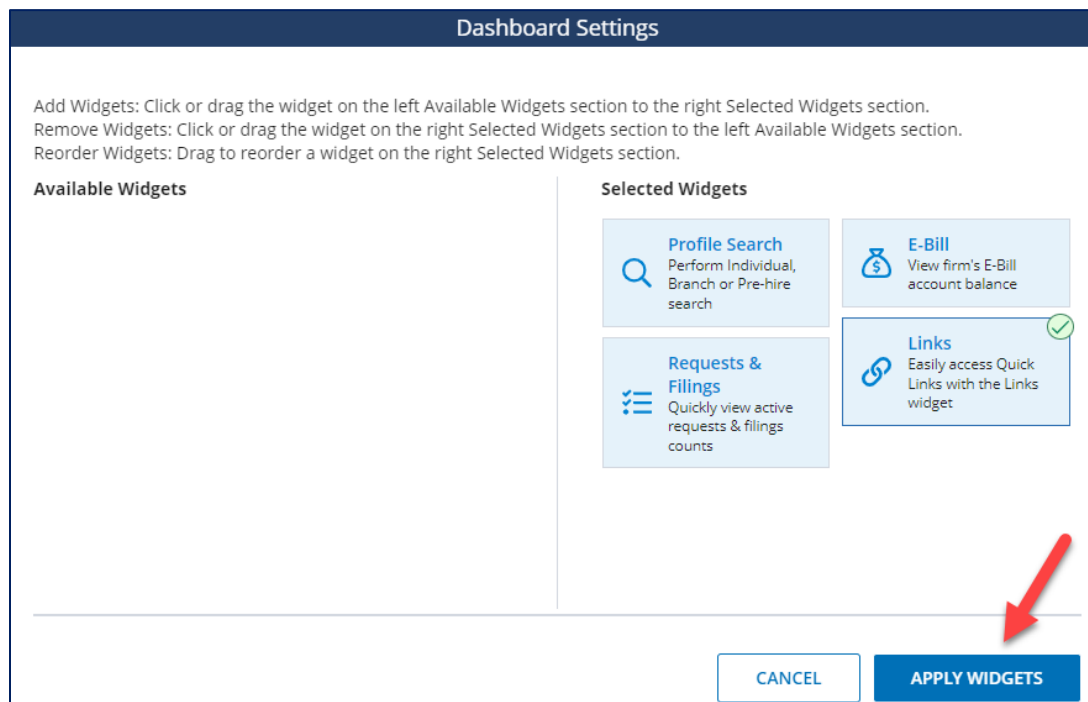 Dashboard Settings
Add Widgets: Click or drag the widget on the left Available Widgets section to the right Selected Widgets section.
Remove Widgets: Click or drag the widget on the right Selected Widgets section to the left Available Widgets section.
Reorder Widgets: Drag to reorder a widget on the right Selected Widgets section.
Available Widgets
Selected Widgets
Profile Search
Perform Individual,
Branch or Pre-hire
search
E-Bill
View firm's E-Bill
account balance
Requests &
Filings
Quickly view active
requests & filings
counts
Links
Easily access Quick
Links with the Links
widget
CANCEL
APPLY WIDGETS